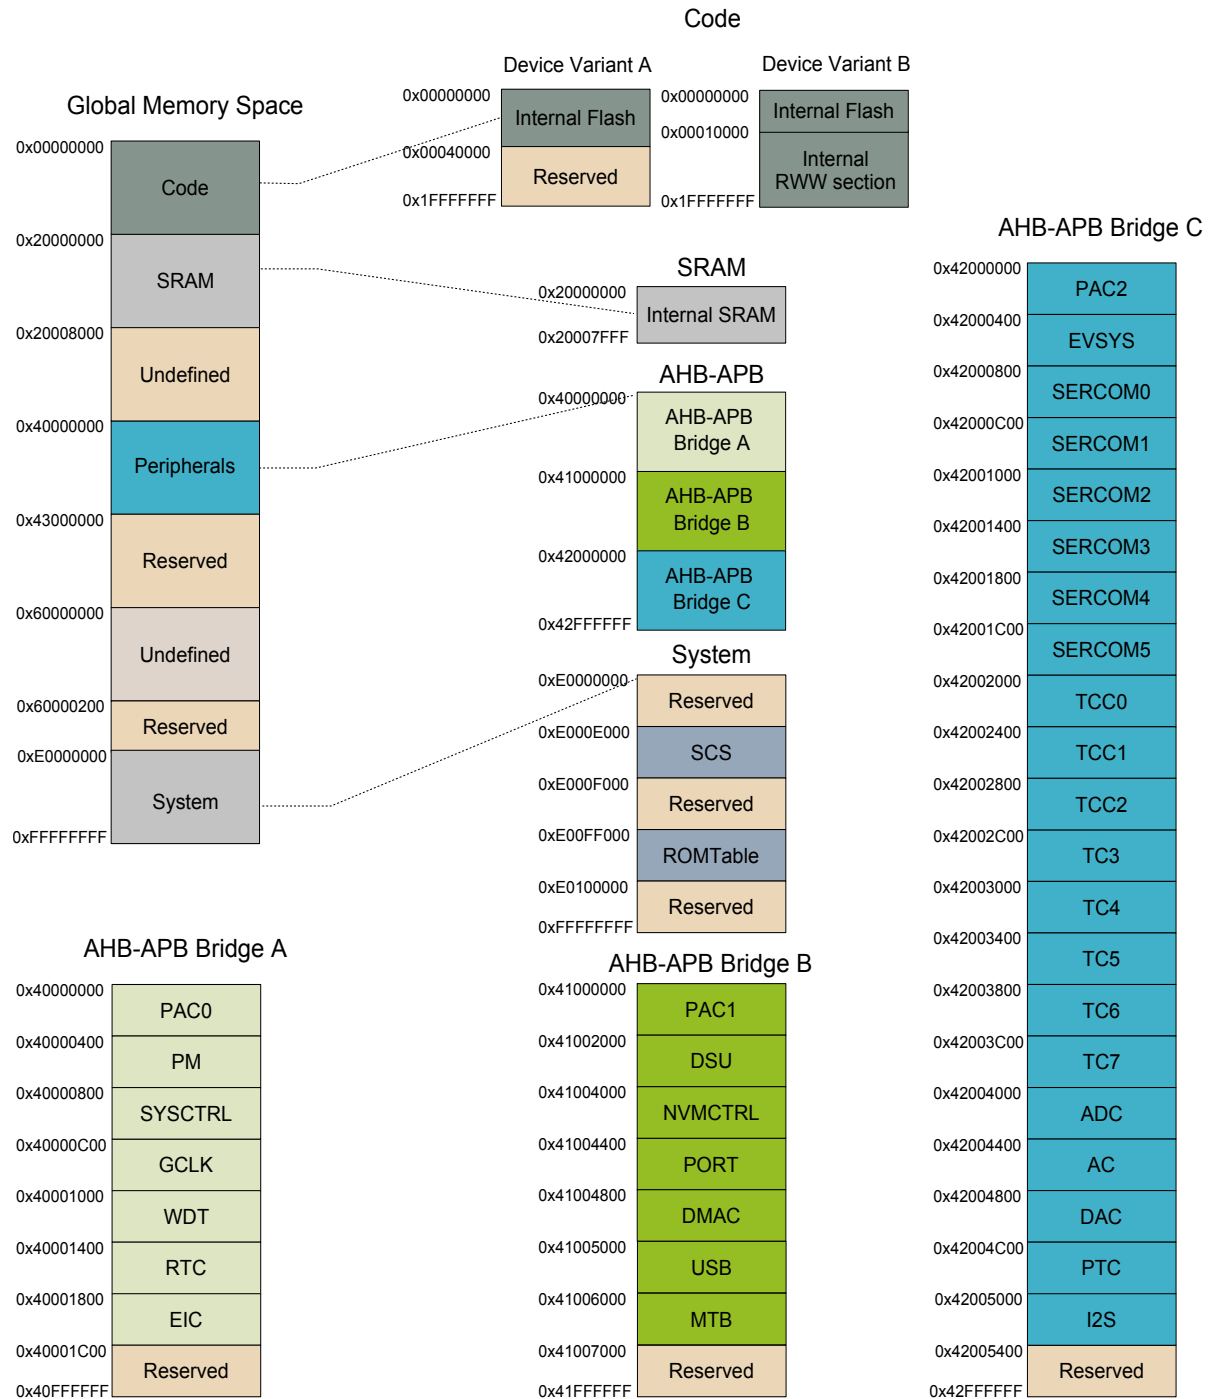 Code
Device Variant A
0x00000000
Internal Flash
0x00040000
Reserved
0x1FFFFFFF
Device Variant B
0x00000000
Internal Flash
0x00010000
Internal
RWW section
0x1FFFFFFF
Global Memory Space
0x00000000
Code
0x20000000
SRAM
0x20008000
Undefined
0x40000000
Peripherals
0x43000000
Reserved
0x60000000
Undefined
0x60000200
Reserved
0xE0000000
System
0xFFFFFFFF
SRAM
0x20000000
Internal SRAM
0x20007FFF
AHB-APB
0x40000000
AHB-APB
Bridge A
0x41000000
AHB-APB
Bridge B
0x42000000
AHB-APB
Bridge C
0x42FFFFFF
System
0xE0000000
Reserved
0xE000E000
SCS
0xE000F000
Reserved
0xE00FF000
ROMTable
0xE0100000
Reserved
0xFFFFFFFF
AHB-APB Bridge A
0x40000000
PAC0
0x40000400
PM
0x40000800
SYSCTRL
0x40000C00
GCLK
0x40001000
WDT
0x40001400
RTC
0x40001800
EIC
0x40001C00
Reserved
0x40FFFFFF
AHB-APB Bridge B
0x41000000
PAC1
0x41002000
DSU
0x41004000
NVMCTRL
0x41004400
PORT
0x41004800
DMAC
0x41005000
USB
0x41006000
MTB
0x41007000
Reserved
0x41FFFFFF
AHB-APB Bridge C
0x42000000
PAC2
0x42000400
EVSYS
0x42000800
SERCOM0
0x42000C00
SERCOM1
0x42001000
SERCOM2
0x42001400
SERCOM3
0x42001800
SERCOM4
0x42001C00
SERCOM5
0x42002000
TCC0
0x42002400
TCC1
0x42002800
TCC2
0x42002C00
TC3
0x42003000
TC4
0x42003400
TC5
0x42003800
TC6
0x42003C00
TC7
0x42004000
ADC
0x42004400
AC
0x42004800
DAC
0x42004C00
PTC
0x42005000
I2S
0x42005400
Reserved
0x42FFFFFF